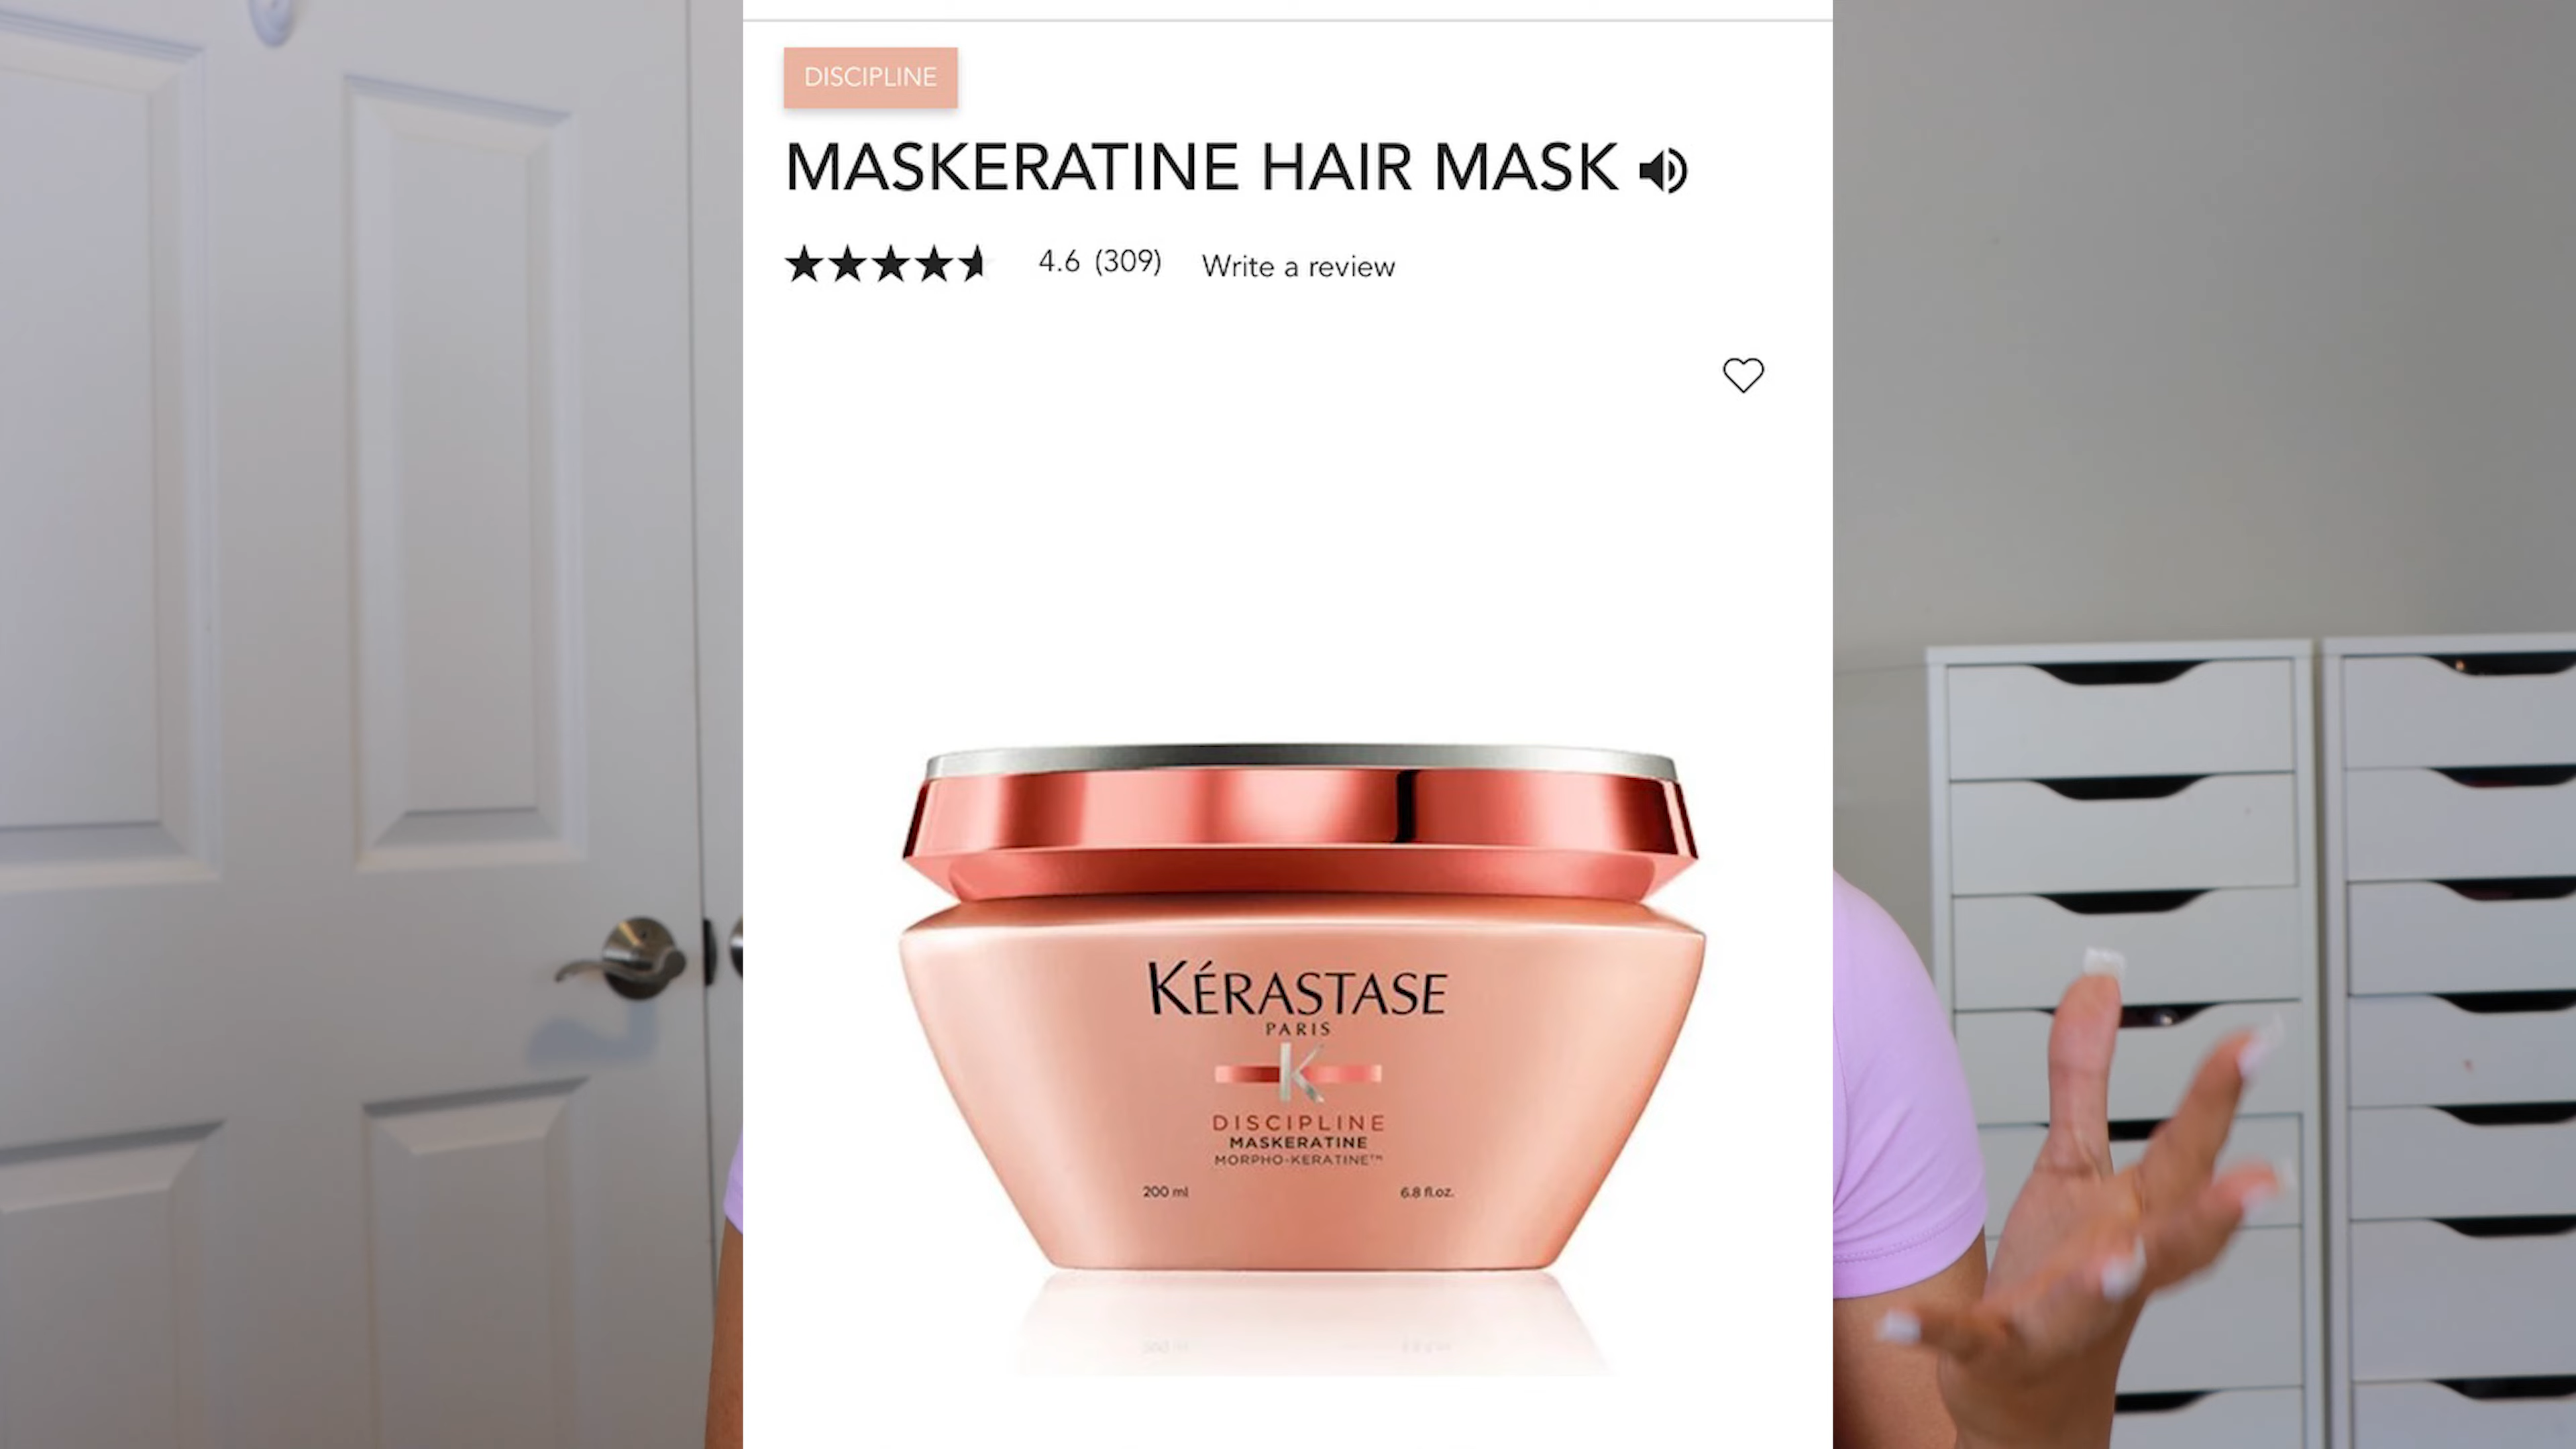 DISCIPLINE
MASKERATINE HAIR MASK
4.6 (309) Write a review
KÉRASTASE
PARIS
K
DISCIPLINE
MASKERATINE
MORPHO-KERATINE™
200 ml 6.8 fl.oz.